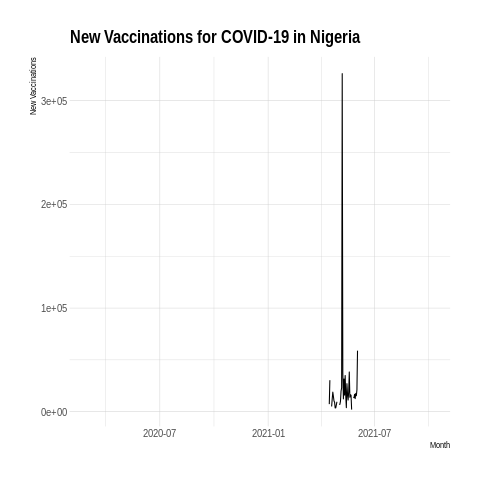 New Vaccinations for COVID-19 in Nigeria
New Vaccinations
3e+05
2e+05
1e+05
0e+00
2020-07 2021-01 2021-07
Month